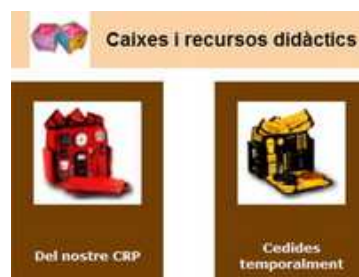 Caixes i recursos didàctics
Del nostre CRP
Cedides
temporalment